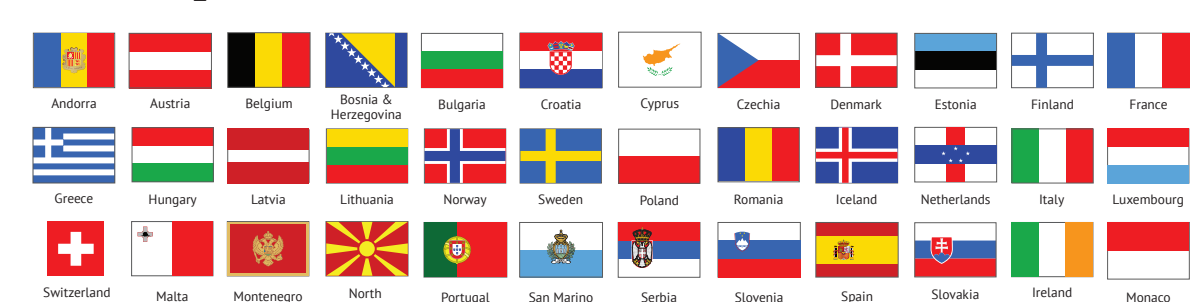 Andorra Austria Belgium Bosnia & Herzegovina Bulgaria Croatia Cyprus Czechia Denmark Estonia Finland France
Greece Hungary Latvia Lithuania Norway Sweden Poland Romania Iceland Netherlands Italy Luxembourg
Switzerland Malta Montenegro North Portugal San Marino Serbia Slovenia Spain Slovakia Ireland Monaco